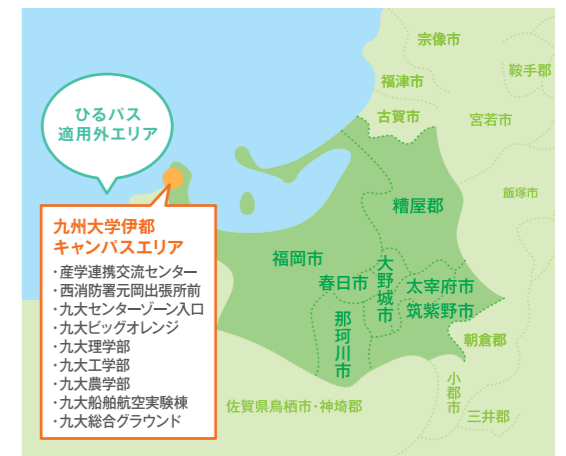 宗像市
鞍手郡
福津市
古賀市
宮若市
ひるパス
適用外エリア
飯塚市
糟屋郡
九州大学伊都
キャンパスエリア
・産学連携交流センター
・西消防署元岡出張所前
・九大センターゾーン入口
・九大ビッグオレンジ
・九大理学部
・九大工学部
・九大農学部
・九大船舶航空実験棟
・九大総合グラウンド
福岡市
春日市
大野城市
太宰府市
筑紫野市
那珂川市
朝倉郡
小郡市
三井郡
佐賀県鳥栖市・神埼郡